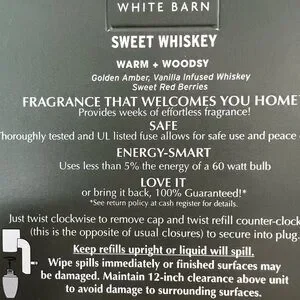 WHITE BARN
SWEET WHISKEY
WARM + WOODSY
Golden Amber, Vanilla Infused Whiskey
Sweet Red Berries
FRAGRANCE THAT WELCOMES YOU HOME
Provides weeks of effortless fragrance!
SAFE
Thoroughly tested and UL listed fuse allows for safe use and peace
ENERGY-SMART
Uses less than 5% the energy of a 60 watt bulb
LOVE IT
or bring it back, 100% Guaranteed!*
*See return policy at cash register for details.
Just twist clockwise to remove cap and twist refill counter-clock
(this is the opposite of usual closures) to secure into plug.
Keep refills upright or liquid will spill.
Wipe spills immediately or finished surfaces may
be damaged. Maintain 12-inch clearance above unit
to avoid damage to surrounding surfaces.